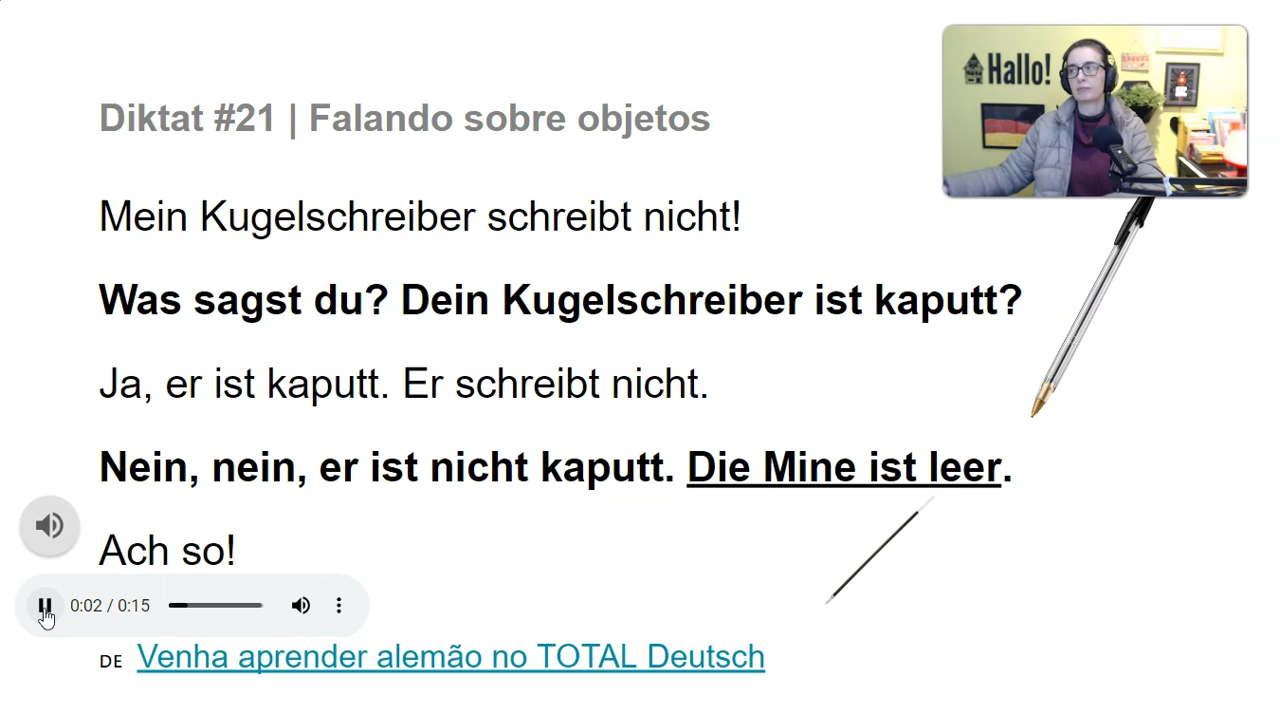 Hallo!
Diktat #21 | Falando sobre objetos
Mein Kugelschreiber schreibt nicht!
Was sagst du? Dein Kugelschreiber ist kaputt?
Ja, er ist kaputt. Er schreibt nicht.
Nein, nein, er ist nicht kaputt. Die Mine ist leer.
Ach so!
0:02 / 0:15
DE Venha aprender alemão no TOTAL Deutsch